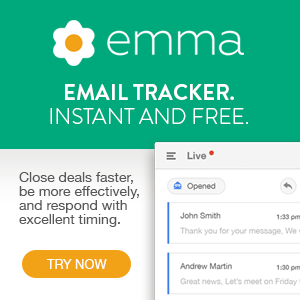 emma
EMAIL TRACKER.
INSTANT AND FREE.
Close deals faster,
be more effectively,
and respond with
excellent timing.
TRY NOW
Live
Opened
John Smith 1:33 pm
Thank you for your message, We w
Andrew Martin 1:30 pm
Great news, Let's meet on Friday